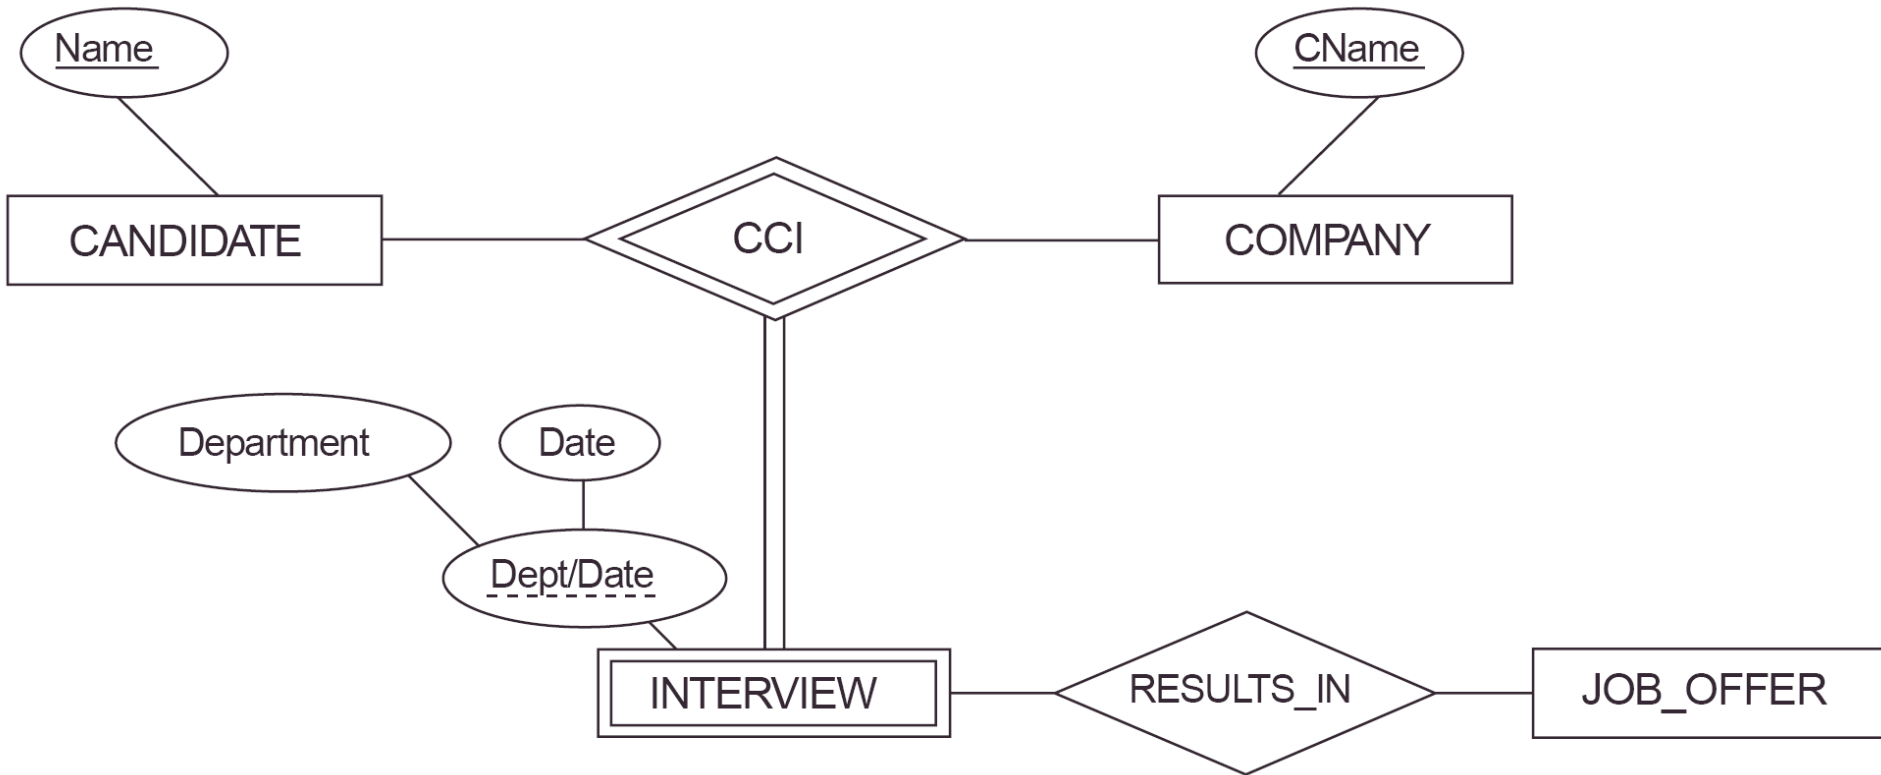 Name
CName
CANDIDATE
CCI
COMPANY
Department
Date
Dept/Date
INTERVIEW
RESULTS_IN
JOB_OFFER